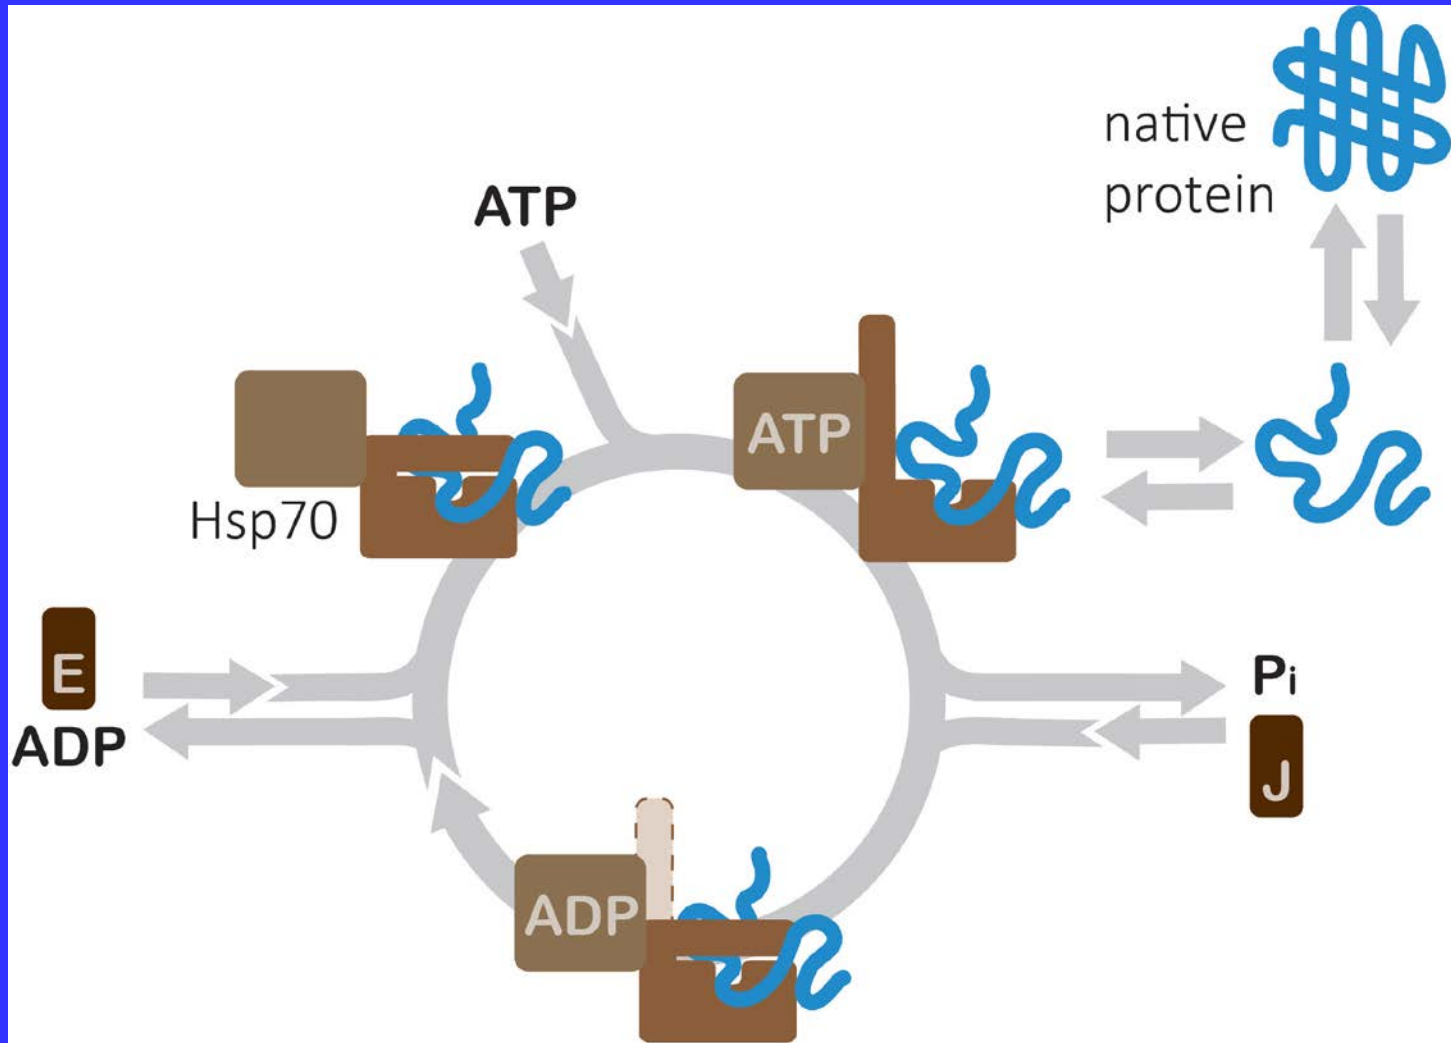 native
protein
ATP
ATP
Hsp70
E
ADP
Pi
J
ADP